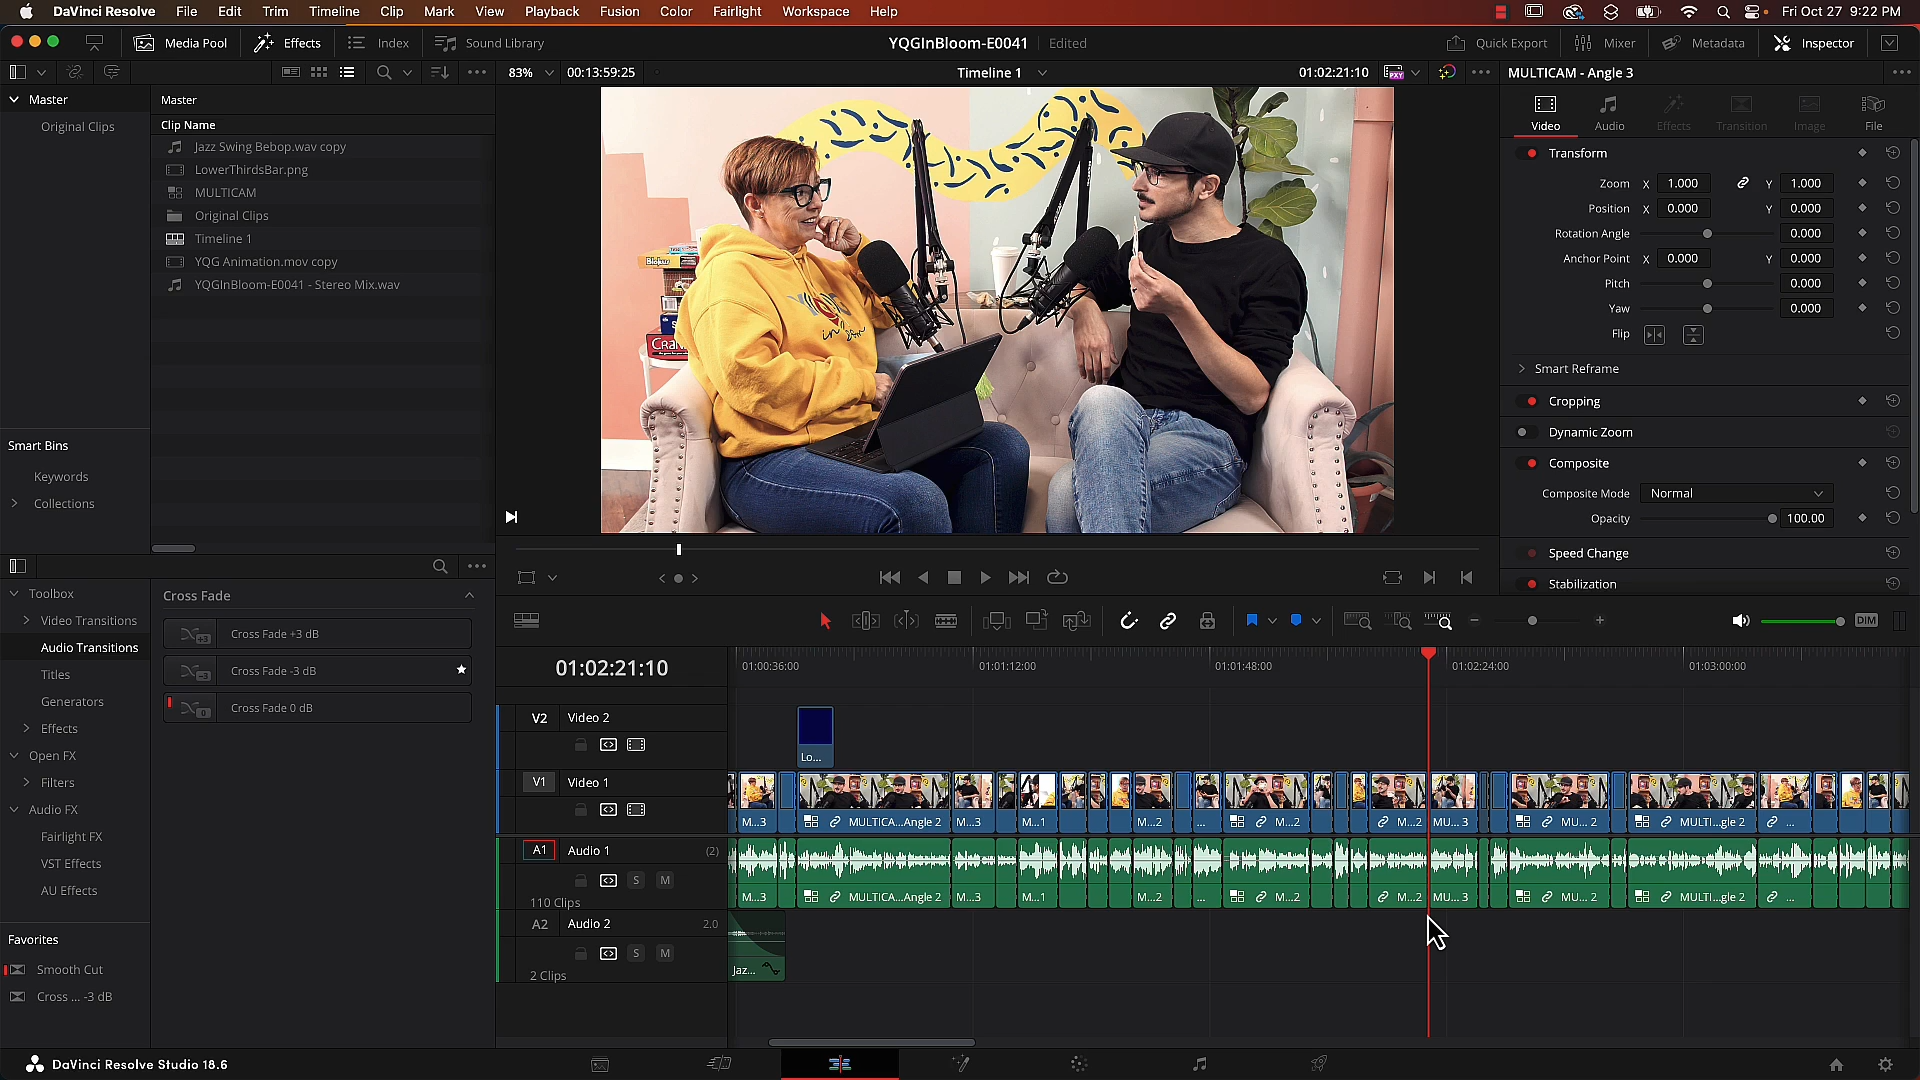 DaVinci Resolve File Edit Trim Timeline Clip Mark View Playback Fusion Color Fairlight Workspace Help Fri Oct 27 9:22 PM
Media Pool Effects Index Sound Library YQGInBloom-E0041 Edited Quick Export Mixer Metadata Inspector
83% 00:13:59:25 Timeline 1 01:02:21:10 PXY MULTICAM - Angle 3
Master
Original Clips
Master
Clip Name
Jazz Swing Bebop.wav copy
LowerThirdsBar.png
MULTICAM
Original Clips
Timeline 1
YQG Animation.mov copy
YQGInBloom-E0041 - Stereo Mix.wav
Smart Bins
Keywords
Collections
Blokus
YQG
in Bloom
Cran
Video Audio Effects Transition Image File
Transform
Zoom X 1.000 Y 1.000
Position X 0.000 Y 0.000
Rotation Angle 0.000
Anchor Point X 0.000 Y 0.000
Pitch 0.000
Yaw 0.000
Flip
Smart Reframe
Cropping
Dynamic Zoom
Composite
Composite Mode Normal
Opacity 100.00
Speed Change
Stabilization
Toolbox
Video Transitions
Audio Transitions
Titles
Generators
Effects
Open FX
Filters
Audio FX
Fairlight FX
VST Effects
AU Effects
Favorites
Smooth Cut
Cross ... -3 dB
Cross Fade
+3 Cross Fade +3 dB
-3 Cross Fade -3 dB
0 Cross Fade 0 dB
DIM
01:02:21:10 01:00:36:00 01:01:12:00 01:01:48:00 01:02:24:00 01:03:00:00
V2 Video 2
Lo...
V1 Video 1
M...3 MULTICA...Angle 2 M...3 M...1 M...2 ... M...2 M...2 MU... 3 MU... 2 MULTI...gle 2 ...
A1 Audio 1 (2)
S M
110 Clips
M...3 MULTICA...Angle 2 M...3 M...1 M...2 ... M...2 M...2 MU... 3 MU... 2 MULTI...gle 2 ...
A2 Audio 2 2.0
S M
2 Clips
Jaz...
DaVinci Resolve Studio 18.6